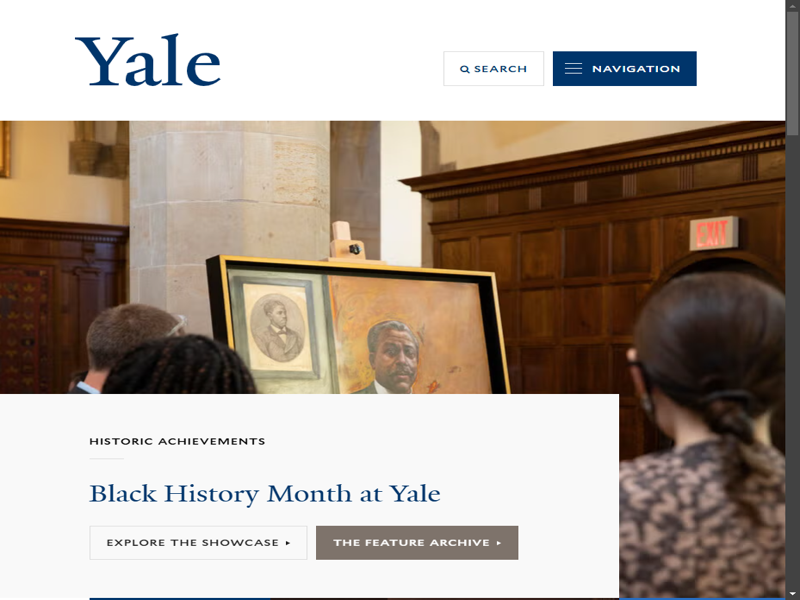 Yale
SEARCH
NAVIGATION
EXIT
HISTORIC ACHIEVEMENTS
Black History Month at Yale
EXPLORE THE SHOWCASE ▸
THE FEATURE ARCHIVE ▸